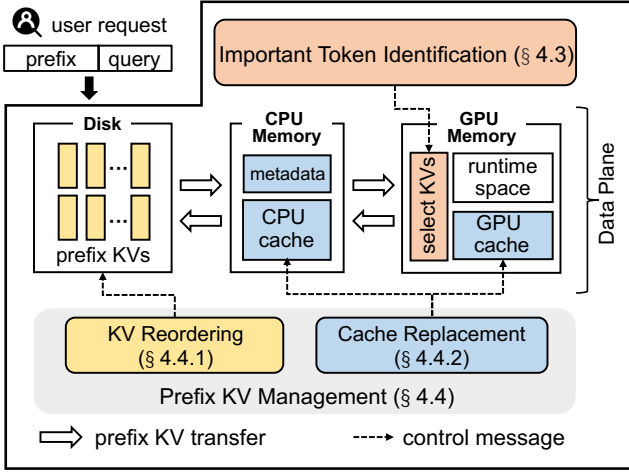 user request
prefix query
Important Token Identification (§ 4.3)
Disk
prefix KVs
CPU
Memory
metadata
CPU
cache
GPU
Memory
select KVs
runtime
space
GPU
cache
Data Plane
KV Reordering
(§ 4.4.1)
Cache Replacement
(§ 4.4.2)
Prefix KV Management (§ 4.4)
prefix KV transfer
control message